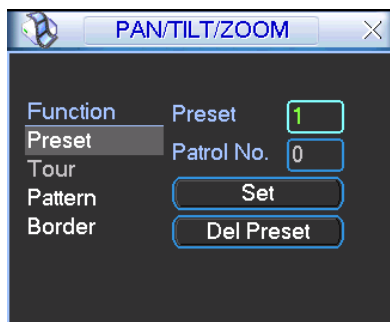 PAN/TILT/ZOOM
Function
Preset
Tour
Pattern
Border
Preset 1
Patrol No. 0
Set
Del Preset